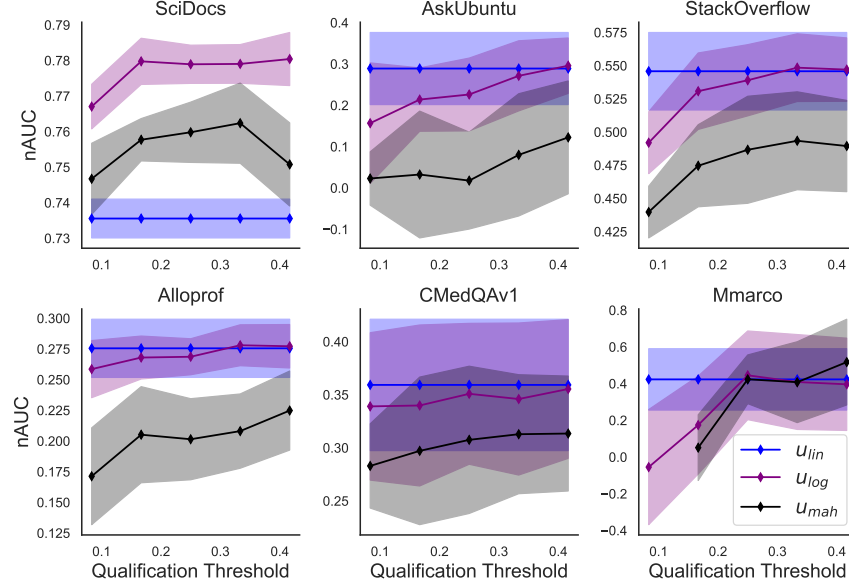 SciDocs
AskUbuntu
StackOverflow
nAUC
0.79
0.78
0.77
0.76
0.75
0.74
0.73
0.1 0.2 0.3 0.4
0.4
0.3
0.2
0.1
0.0
−0.1
0.1 0.2 0.3 0.4
0.575
0.550
0.525
0.500
0.475
0.450
0.425
0.1 0.2 0.3 0.4
Alloprof
CMedQAv1
Mmarco
nAUC
0.300
0.275
0.250
0.225
0.200
0.175
0.150
0.125
0.1 0.2 0.3 0.4
Qualification Threshold
0.40
0.35
0.30
0.25
0.1 0.2 0.3 0.4
Qualification Threshold
0.8
0.6
0.4
0.2
0.0
−0.2
−0.4
u_lin
u_log
u_mah
0.1 0.2 0.3 0.4
Qualification Threshold